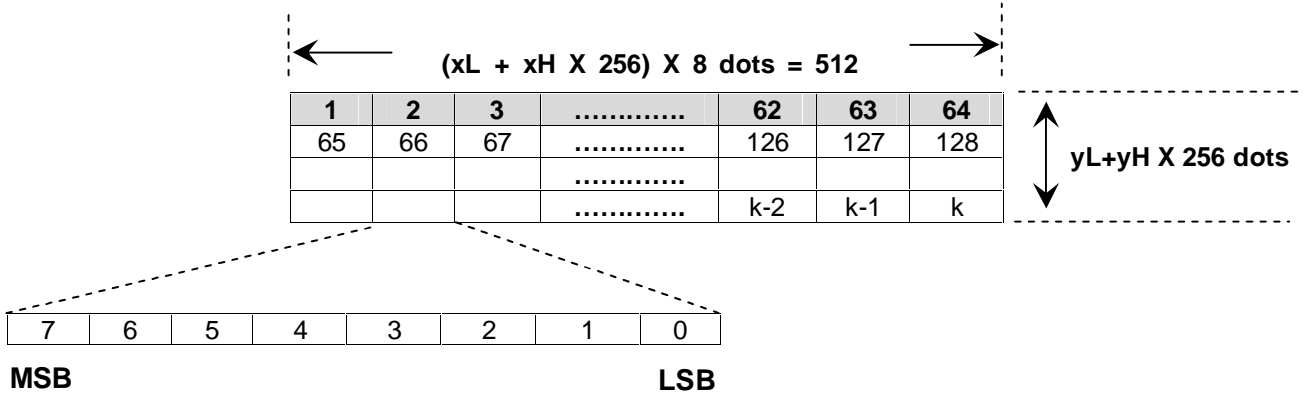 (xL + xH X 256) X 8 dots = 512
1 2 3 ............. 62 63 64
65 66 67 ............. 126 127 128
.............
............. k-2 k-1 k
yL+yH X 256 dots
7 6 5 4 3 2 1 0
MSB LSB